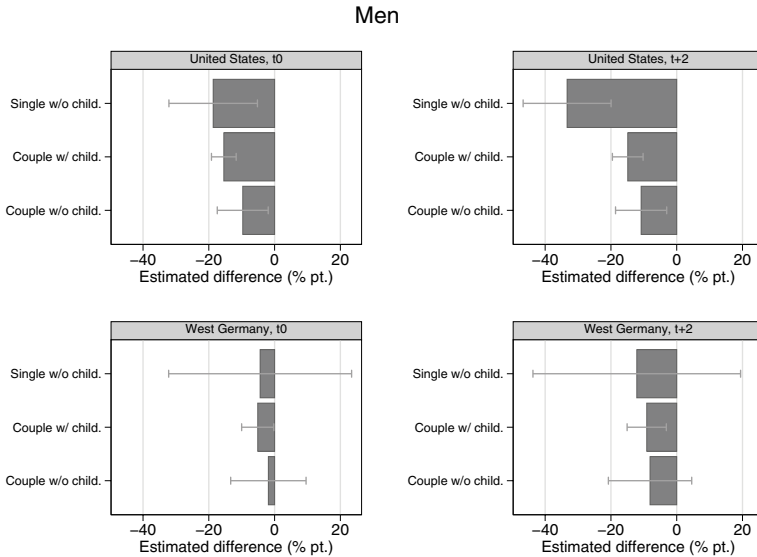 Men
United States, t0
Single w/o child.
Couple w/ child.
Couple w/o child.
−40 −20 0 20
Estimated difference (% pt.)
United States, t+2
Single w/o child.
Couple w/ child.
Couple w/o child.
−40 −20 0 20
Estimated difference (% pt.)
West Germany, t0
Single w/o child.
Couple w/ child.
Couple w/o child.
−40 −20 0 20
Estimated difference (% pt.)
West Germany, t+2
Single w/o child.
Couple w/ child.
Couple w/o child.
−40 −20 0 20
Estimated difference (% pt.)